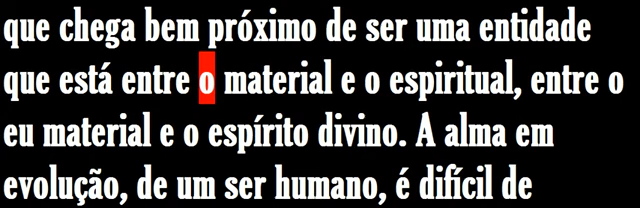 que chega bem próximo de ser uma entidade
que está entre o material e o espiritual, entre o
eu material e o espírito divino. A alma em
evolução, de um ser humano, é difícil de